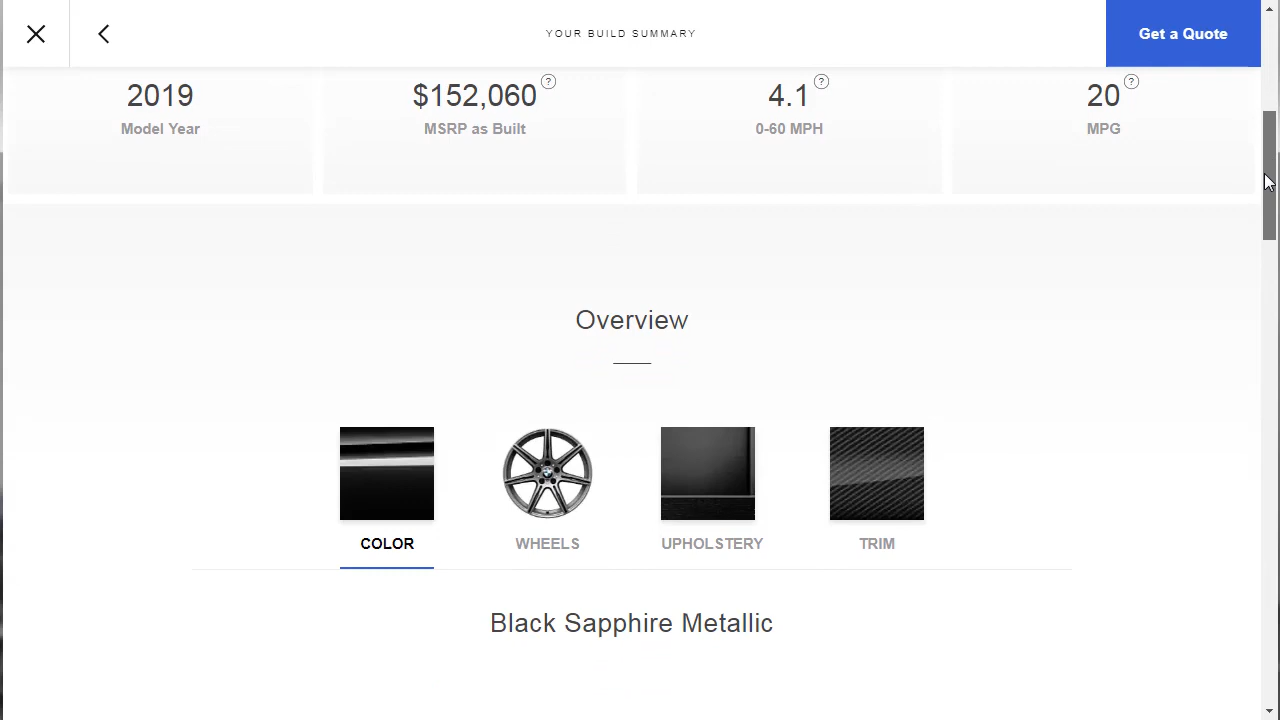 YOUR BUILD SUMMARY
Get a Quote
2019
Model Year
$152,060 ?
MSRP as Built
4.1 ?
0-60 MPH
20 ?
MPG
Overview
COLOR
WHEELS
UPHOLSTERY
TRIM
Black Sapphire Metallic